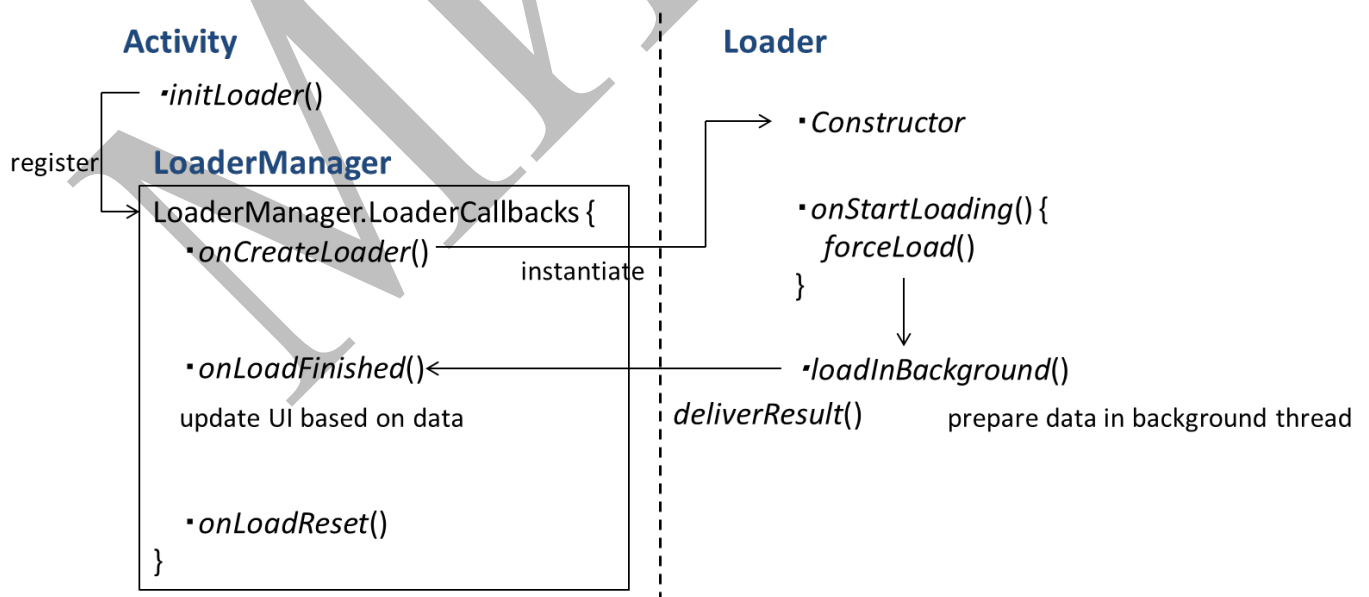 Activity
▪initLoader()
register
LoaderManager
LoaderManager.LoaderCallbacks {
▪onCreateLoader()
instantiate
▪onLoadFinished()
update UI based on data
▪onLoadReset()
}
Loader
▪Constructor
▪onStartLoading() {
forceLoad()
}
▪loadInBackground()
deliverResult()
prepare data in background thread